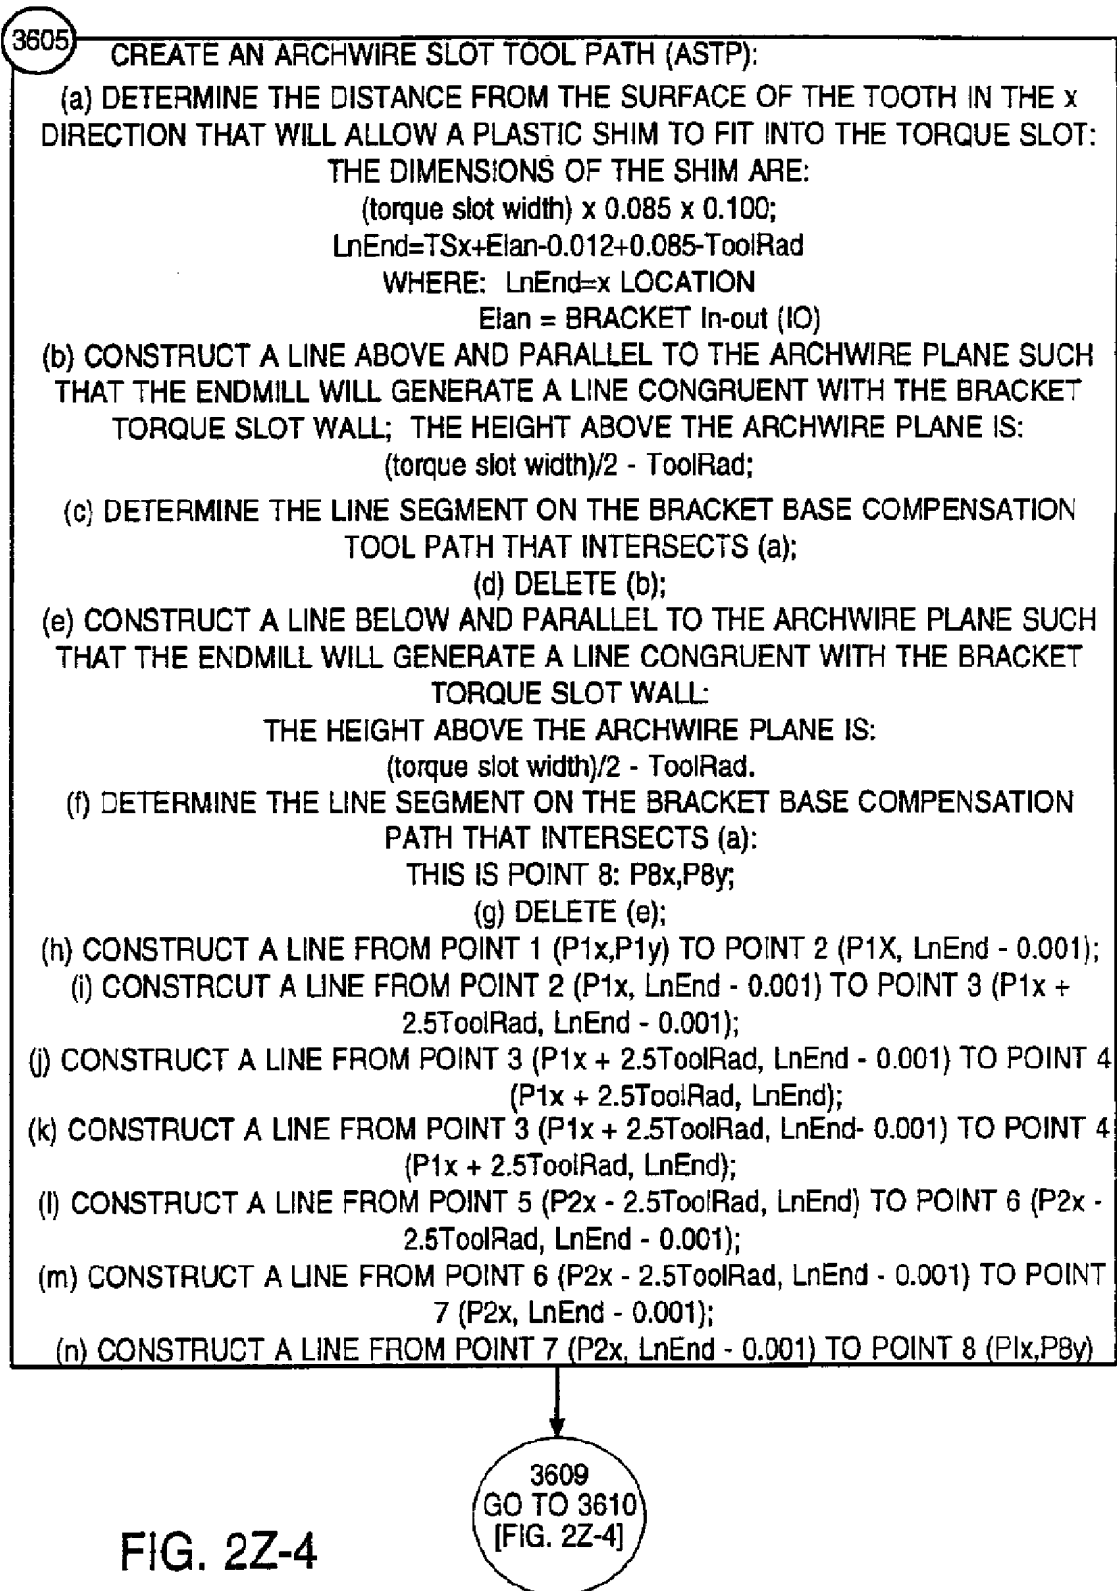 3605
CREATE AN ARCHWIRE SLOT TOOL PATH (ASTP):
(a) DETERMINE THE DISTANCE FROM THE SURFACE OF THE TOOTH IN THE x
DIRECTION THAT WILL ALLOW A PLASTIC SHIM TO FIT INTO THE TORQUE SLOT:
THE DIMENSIONS OF THE SHIM ARE:
(torque slot width) x 0.085 x 0.100;
LnEnd=TSx+Elan-0.012+0.085-ToolRad
WHERE: LnEnd=x LOCATION
Elan = BRACKET In-out (IO)
(b) CONSTRUCT A LINE ABOVE AND PARALLEL TO THE ARCHWIRE PLANE SUCH
THAT THE ENDMILL WILL GENERATE A LINE CONGRUENT WITH THE BRACKET
TORQUE SLOT WALL; THE HEIGHT ABOVE THE ARCHWIRE PLANE IS:
(torque slot width)/2 - ToolRad;
(c) DETERMINE THE LINE SEGMENT ON THE BRACKET BASE COMPENSATION
TOOL PATH THAT INTERSECTS (a);
(d) DELETE (b);
(e) CONSTRUCT A LINE BELOW AND PARALLEL TO THE ARCHWIRE PLANE SUCH
THAT THE ENDMILL WILL GENERATE A LINE CONGRUENT WITH THE BRACKET
TORQUE SLOT WALL:
THE HEIGHT ABOVE THE ARCHWIRE PLANE IS:
(torque slot width)/2 - ToolRad.
(f) DETERMINE THE LINE SEGMENT ON THE BRACKET BASE COMPENSATION
PATH THAT INTERSECTS (a):
THIS IS POINT 8: P8x,P8y;
(g) DELETE (e);
(h) CONSTRUCT A LINE FROM POINT 1 (P1x,P1y) TO POINT 2 (P1X, LnEnd - 0.001);
(i) CONSTRCUT A LINE FROM POINT 2 (P1x, LnEnd - 0.001) TO POINT 3 (P1x +
2.5ToolRad, LnEnd - 0.001);
(j) CONSTRUCT A LINE FROM POINT 3 (P1x + 2.5ToolRad, LnEnd - 0.001) TO POINT 4
(P1x + 2.5ToolRad, LnEnd);
(k) CONSTRUCT A LINE FROM POINT 3 (P1x + 2.5ToolRad, LnEnd- 0.001) TO POINT 4
(P1x + 2.5ToolRad, LnEnd);
(l) CONSTRUCT A LINE FROM POINT 5 (P2x - 2.5ToolRad, LnEnd) TO POINT 6 (P2x -
2.5ToolRad, LnEnd - 0.001);
(m) CONSTRUCT A LINE FROM POINT 6 (P2x - 2.5ToolRad, LnEnd - 0.001) TO POINT
7 (P2x, LnEnd - 0.001);
(n) CONSTRUCT A LINE FROM POINT 7 (P2x, LnEnd - 0.001) TO POINT 8 (PIx,P8y)
3609
GO TO 3610
[FIG. 2Z-4]
FIG. 2Z-4